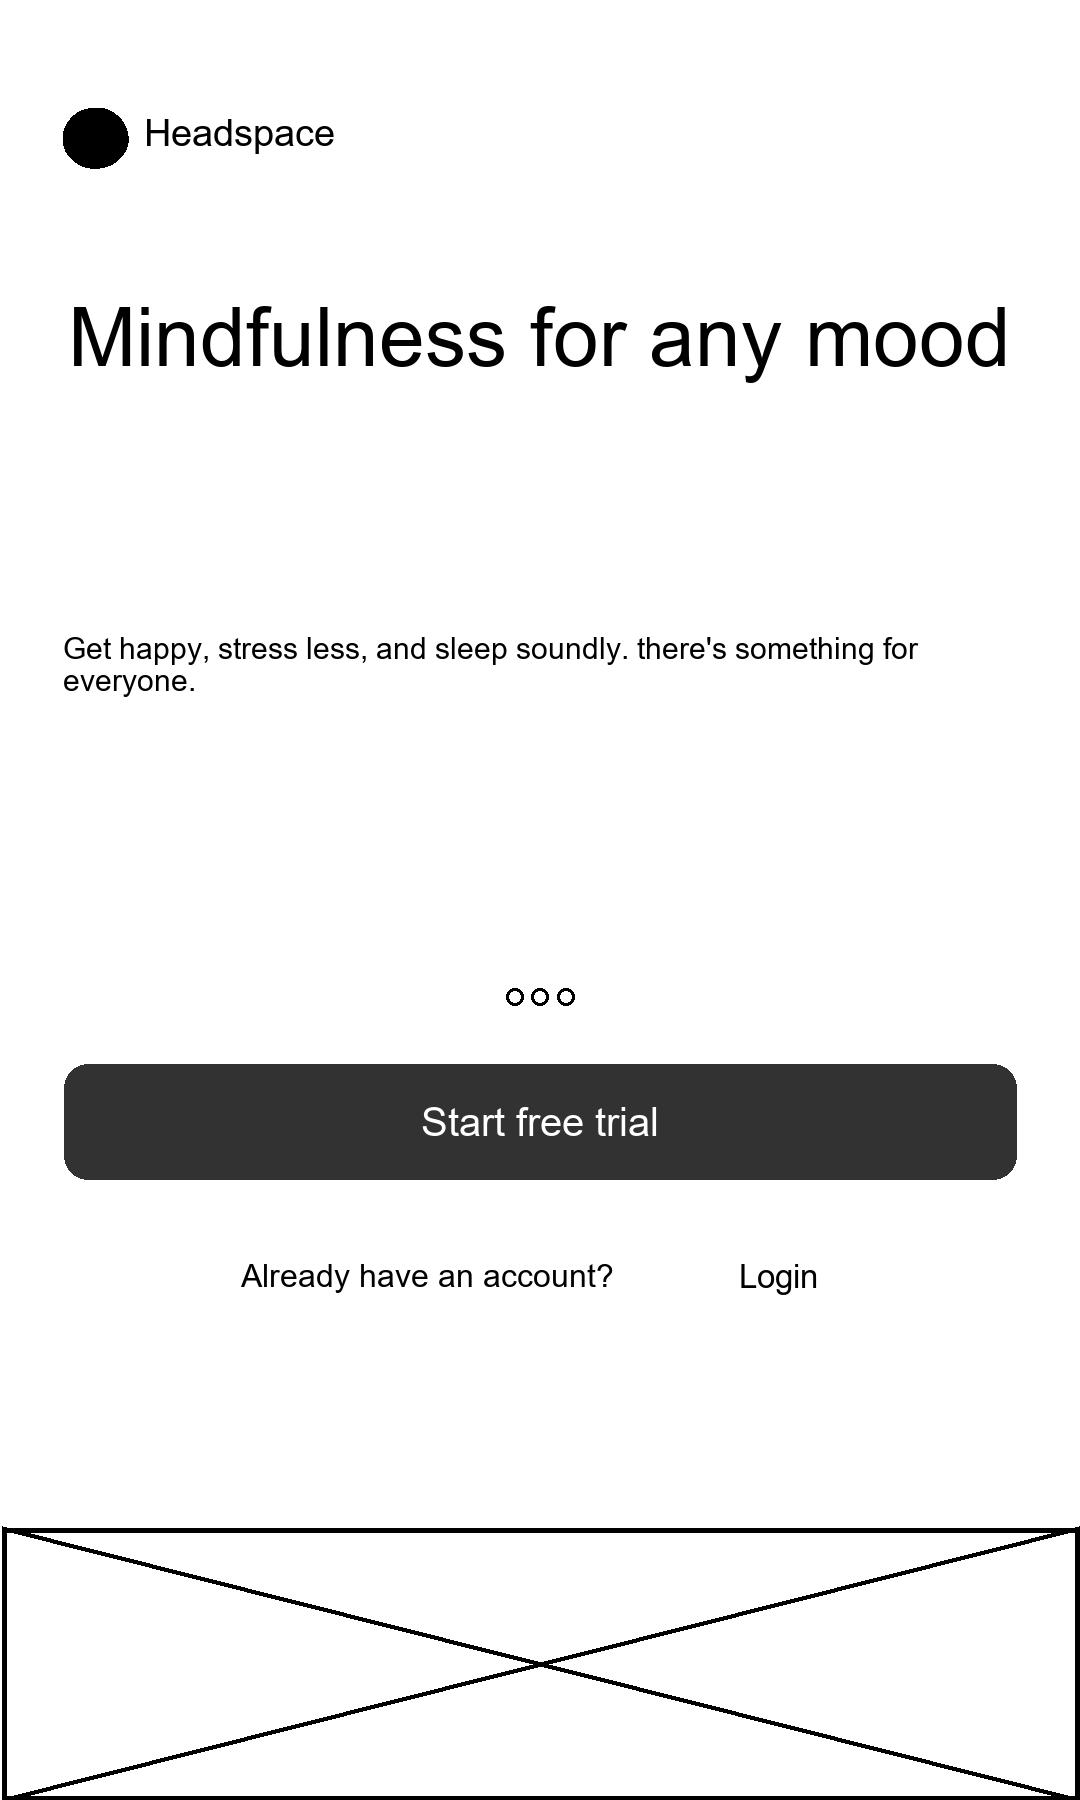 Headspace
Mindfulness for any mood
Get happy, stress less, and sleep soundly. there's something for
everyone.
Start free trial
Already have an account? Login